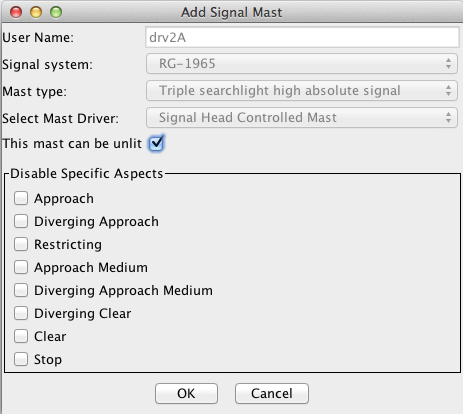 Add Signal Mast
User Name: drv2A
Signal system: RG-1965
Mast type: Triple searchlight high absolute signal
Select Mast Driver: Signal Head Controlled Mast
This mast can be unlit
Disable Specific Aspects
Approach
Diverging Approach
Restricting
Approach Medium
Diverging Approach Medium
Diverging Clear
Clear
Stop
OK Cancel